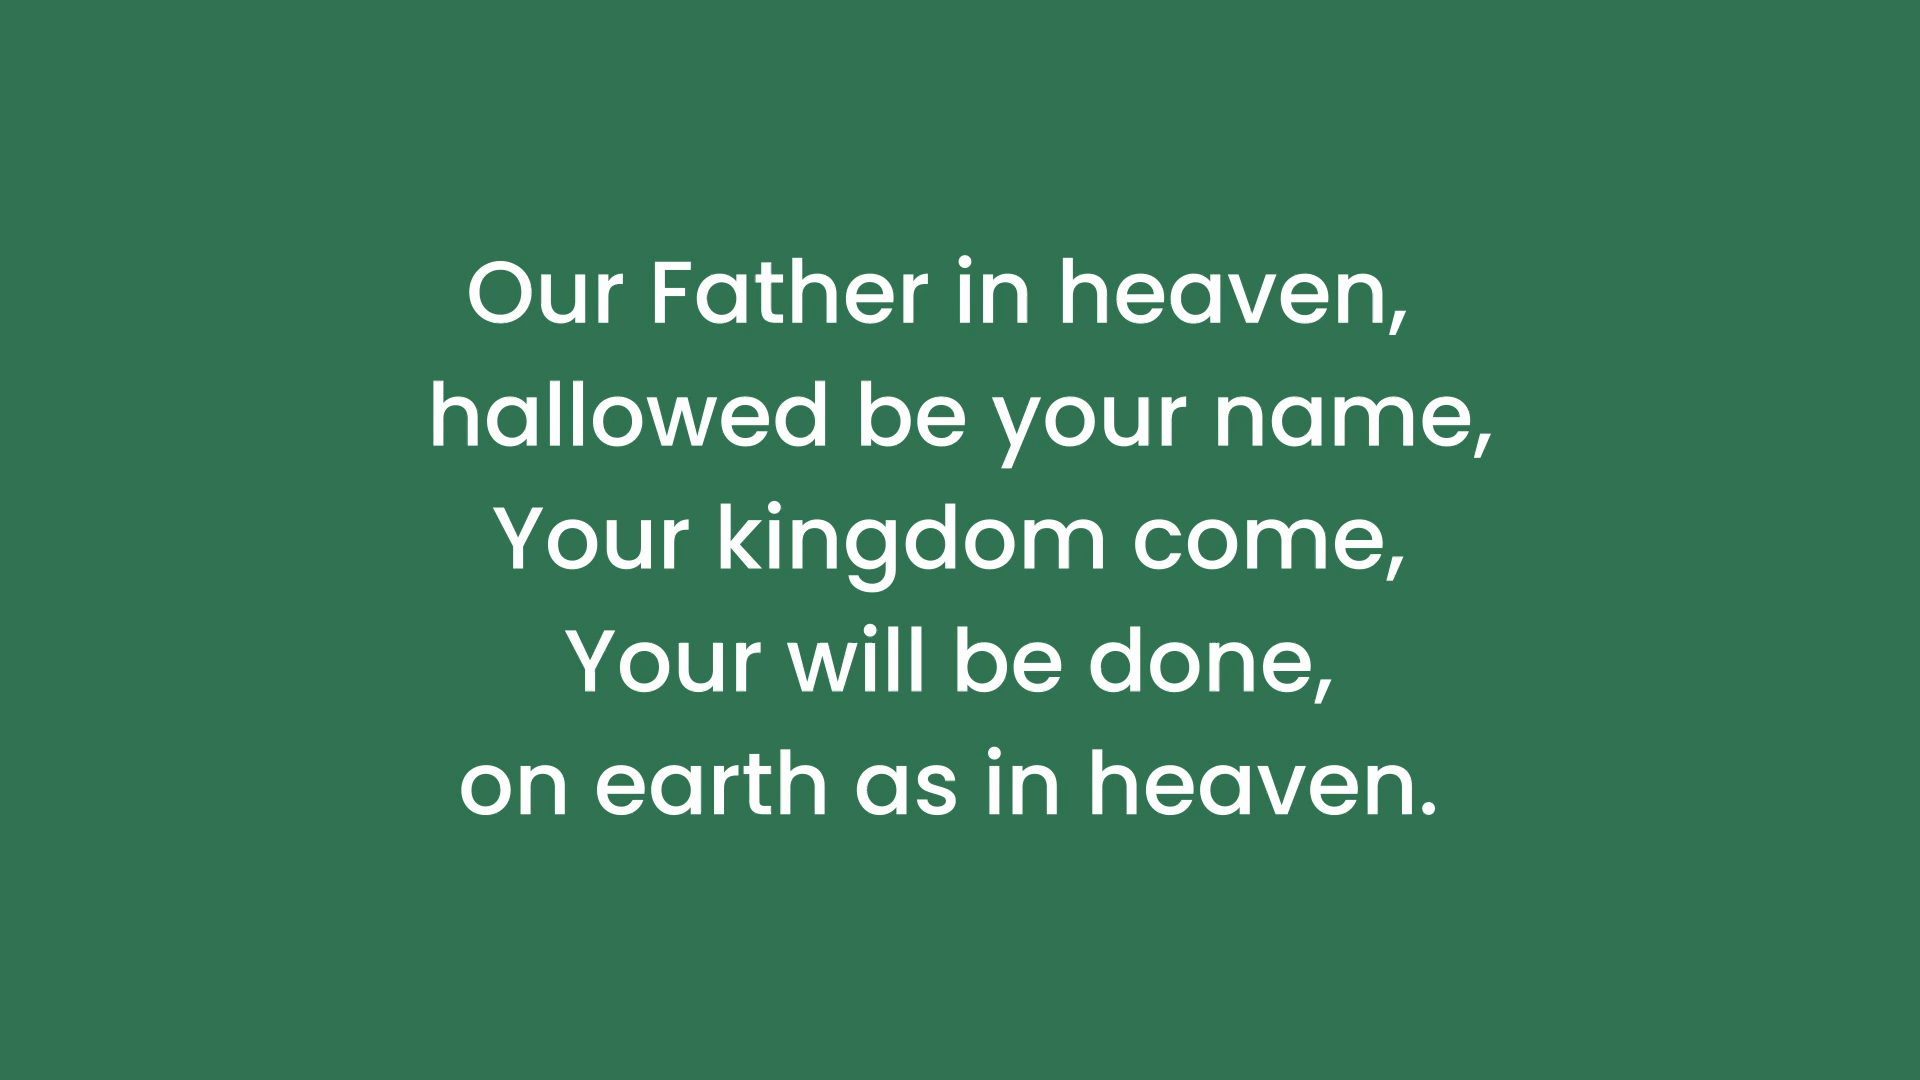 Our Father in heaven,
hallowed be your name,
Your kingdom come,
Your will be done,
on earth as in heaven.